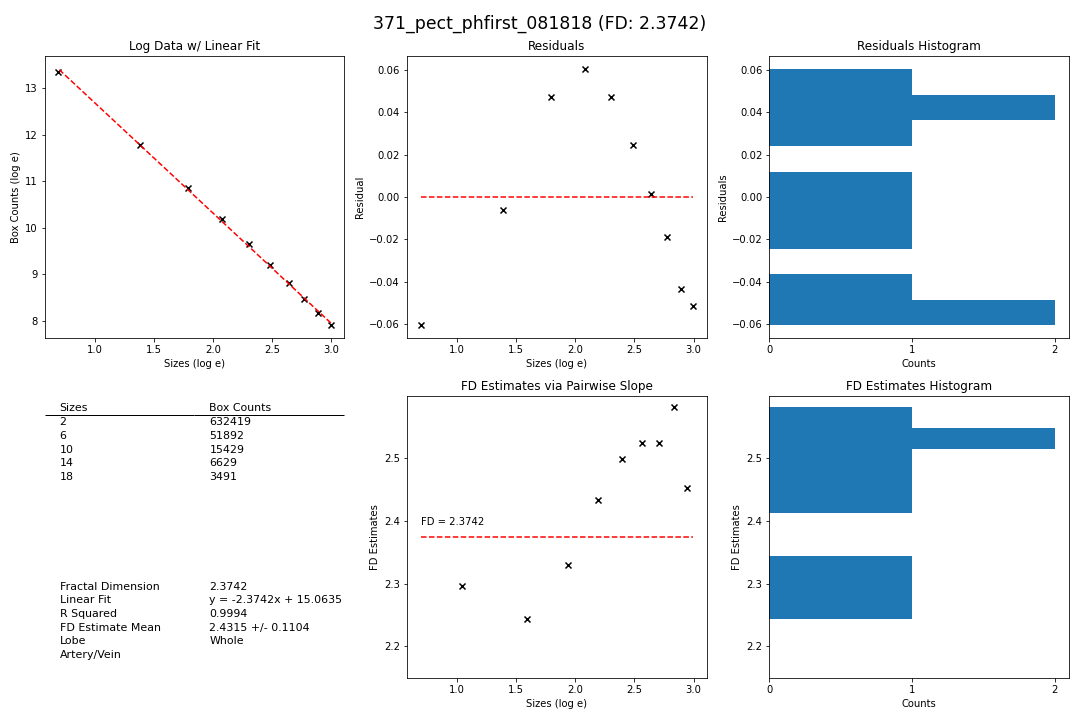 371_pect_phfirst_081818 (FD: 2.3742)
Log Data w/ Linear Fit
13
12
11
10
9
8
Box Counts (log e)
1.0 1.5 2.0 2.5 3.0
Sizes (log e)
Residuals
0.06
0.04
0.02
0.00
−0.02
−0.04
−0.06
Residual
1.0 1.5 2.0 2.5 3.0
Sizes (log e)
Residuals Histogram
0.06
0.04
0.02
0.00
−0.02
−0.04
−0.06
Residuals
0 1 2
Counts
Sizes Box Counts
2 632419
6 51892
10 15429
14 6629
18 3491
Fractal Dimension 2.3742
Linear Fit y = -2.3742x + 15.0635
R Squared 0.9994
FD Estimate Mean 2.4315 +/- 0.1104
Lobe Whole
Artery/Vein
FD Estimates via Pairwise Slope
2.5
2.4
2.3
2.2
FD Estimates
FD = 2.3742
1.0 1.5 2.0 2.5 3.0
Sizes (log e)
FD Estimates Histogram
2.5
2.4
2.3
2.2
FD Estimates
0 1 2
Counts